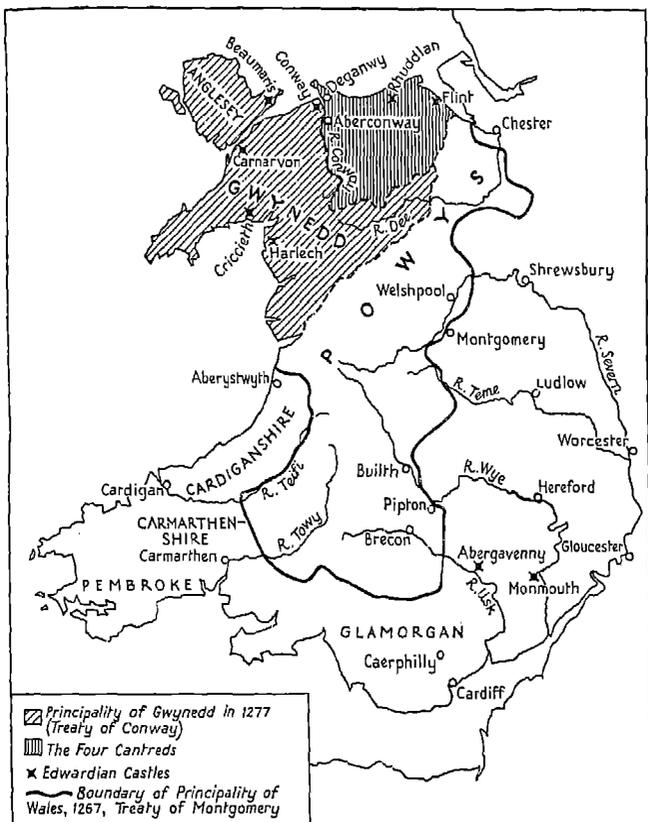 Beaumaris
Conway
Deganwy
Rhuddlan
ANGLESEY
Flint
Aberconway
Chester
R. Conway
Carnarvon
GWYNEDD
R. Dee
Criccieth
Harlech
POWYS
Welshpool
Shrewsbury
Montgomery
R. Severn
Aberystwyth
R. Teme
Ludlow
CARDIGANSHIRE
Worcester
Builth
R. Wye
Cardigan
R. Teifi
Hereford
Pipton
CARMARTHEN-
SHIRE
R. Towy
Brecon
Carmarthen
Abergavenny
Gloucester
PEMBROKE
Monmouth
R. Usk
GLAMORGAN
Caerphilly
Cardiff
Principality of Gwynedd in 1277
(Treaty of Conway)
The Four Cantreds
Edwardian Castles
Boundary of Principality of
Wales, 1267, Treaty of Montgomery